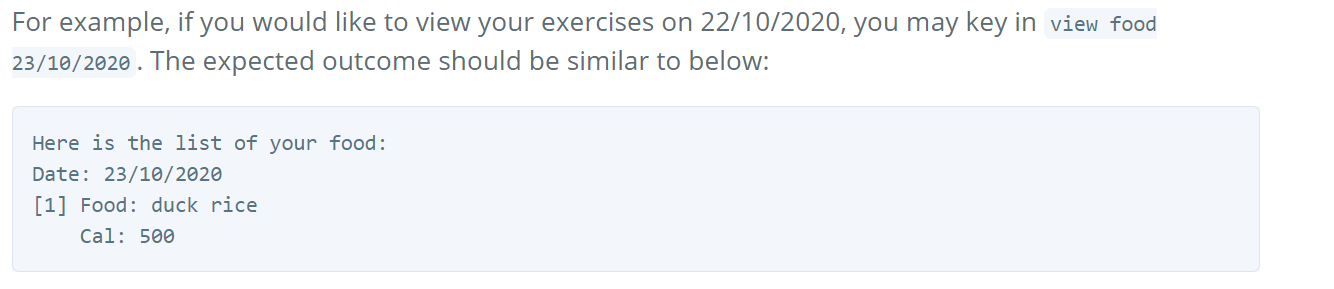 For example, if you would like to view your exercises on 22/10/2020, you may key in view food
23/10/2020. The expected outcome should be similar to below:
Here is the list of your food:
Date: 23/10/2020
[1] Food: duck rice
    Cal: 500